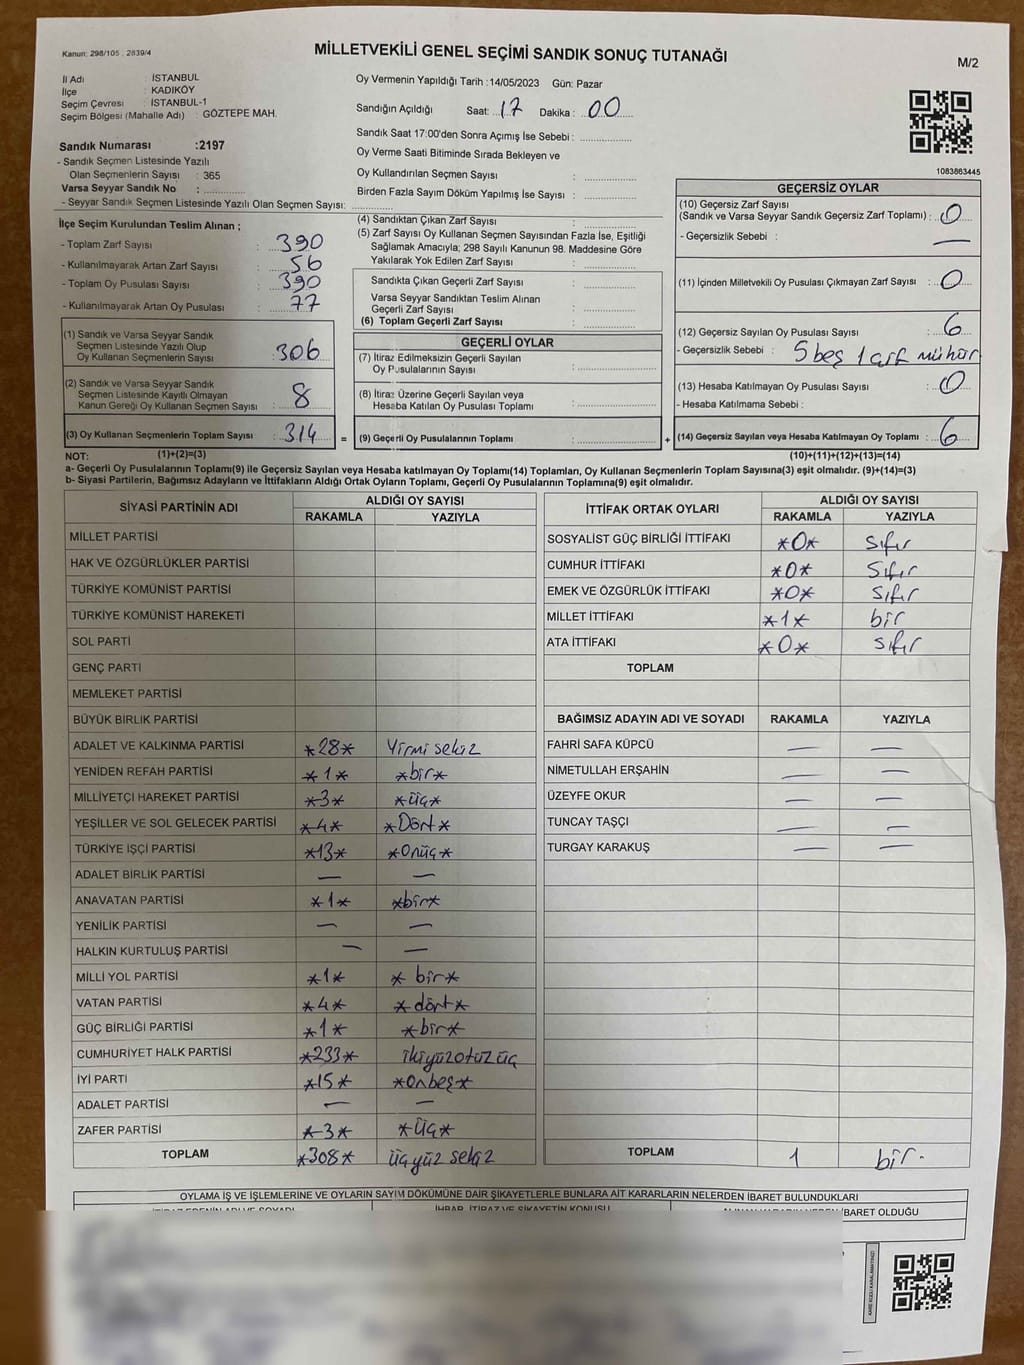 Kanun: 298/105 . 2839/4
MİLLETVEKİLİ GENEL SEÇİMİ SANDIK SONUÇ TUTANAĞI
M/2
İl Adı : İSTANBUL
İlçe : KADIKÖY
Seçim Çevresi : İSTANBUL-1
Seçim Bölgesi (Mahalle Adı) : GÖZTEPE MAH.
Sandık Numarası :2197
- Sandık Seçmen Listesinde Yazılı
Olan Seçmenlerin Sayısı : 365
Varsa Seyyar Sandık No :
- Seyyar Sandık Seçmen Listesinde Yazılı Olan Seçmen Sayısı:
Oy Vermenin Yapıldığı Tarih :14/05/2023 Gün: Pazar
Sandığın Açıldığı Saat: 17 Dakika : 00
Sandık Saat 17:00'den Sonra Açımış İse Sebebi :
Oy Verme Saati Bitiminde Sırada Bekleyen ve
Oy Kullandırılan Seçmen Sayısı :
Birden Fazla Sayım Döküm Yapılmış İse Sayısı :
1083863445
İlçe Seçim Kurulundan Teslim Alınan ;
- Toplam Zarf Sayısı : 390
- Kullanılmayarak Artan Zarf Sayısı : 56
- Toplam Oy Pusulası Sayısı : 390
- Kullanılmayarak Artan Oy Pusulası : 77
(1) Sandık ve Varsa Seyyar Sandık
Seçmen Listesinde Yazılı Olup
Oy Kullanan Seçmenlerin Sayısı : 306
(2) Sandık ve Varsa Seyyar Sandık
Seçmen Listesinde Kayıtlı Olmayan
Kanun Gereği Oy Kullanan Seçmen Sayısı : 8
(3) Oy Kullanan Seçmenlerin Toplam Sayısı : 314
(4) Sandıktan Çıkan Zarf Sayısı :
(5) Zarf Sayısı Oy Kullanan Seçmen Sayısından Fazla İse, Eşitliği
Sağlamak Amacıyla; 298 Sayılı Kanunun 98. Maddesine Göre
Yakılarak Yok Edilen Zarf Sayısı :
Sandıkta Çıkan Geçerli Zarf Sayısı :
Varsa Seyyar Sandıktan Teslim Alınan
Geçerli Zarf Sayısı :
(6) Toplam Geçerli Zarf Sayısı :
GEÇERLİ OYLAR
(7) İtiraz Edilmeksizin Geçerli Sayılan
Oy Pusulalarının Sayısı :
(8) İtiraz Üzerine Geçerli Sayılan veya
Hesaba Katılan Oy Pusulası Toplamı :
= (9) Geçerli Oy Pusulalarının Toplamı : +
GEÇERSİZ OYLAR
(10) Geçersiz Zarf Sayısı
(Sandık ve Varsa Seyyar Sandık Geçersiz Zarf Toplamı) : 0
- Geçersizlik Sebebi : —
(11) İçinden Milletvekili Oy Pusulası Çıkmayan Zarf Sayısı : 0
(12) Geçersiz Sayılan Oy Pusulası Sayısı : 6
- Geçersizlik Sebebi : 5 beş 1 çift mühür
(13) Hesaba Katılmayan Oy Pusulası Sayısı : 0
- Hesaba Katılmama Sebebi :
(14) Geçersiz Sayılan veya Hesaba Katılmayan Oy Toplamı : 6
NOT: (1)+(2)=(3) (10)+(11)+(12)+(13)=(14)
a- Geçerli Oy Pusulalarının Toplamı(9) ile Geçersiz Sayılan veya Hesaba katılmayan Oy Toplamı(14) Toplamları, Oy Kullanan Seçmenlerin Toplam Sayısına(3) eşit olmalıdır. (9)+(14)=(3)
b- Siyasi Partilerin, Bağımsız Adayların ve İttifakların Aldığı Ortak Oyların Toplamı, Geçerli Oy Pusulalarının Toplamına(9) eşit olmalıdır.
SİYASİ PARTİNİN ADI ALDIĞI OY SAYISI
RAKAMLA YAZIYLA
MİLLET PARTİSİ
HAK VE ÖZGÜRLÜKLER PARTİSİ
TÜRKİYE KOMÜNİST PARTİSİ
TÜRKİYE KOMÜNİST HAREKETİ
SOL PARTİ
GENÇ PARTİ
MEMLEKET PARTİSİ
BÜYÜK BİRLİK PARTİSİ
ADALET VE KALKINMA PARTİSİ *28* Yirmi sekiz
YENİDEN REFAH PARTİSİ *1* *bir*
MİLLİYETÇİ HAREKET PARTİSİ *3* *üç*
YEŞİLLER VE SOL GELECEK PARTİSİ *4* *Dört*
TÜRKİYE İŞÇİ PARTİSİ *13* *onüç*
ADALET BİRLİK PARTİSİ — —
ANAVATAN PARTİSİ *1* *bir*
YENİLİK PARTİSİ — —
HALKIN KURTULUŞ PARTİSİ — —
MİLLİ YOL PARTİSİ *1* * bir*
VATAN PARTİSİ *4* * dört*
GÜÇ BİRLİĞİ PARTİSİ *1* *bir*
CUMHURİYET HALK PARTİSİ *233* ikiyüzotuz üç
İYİ PARTİ *15* *onbeş*
ADALET PARTİSİ — —
ZAFER PARTİSİ *3* *üç*
TOPLAM *308* üçyüz sekiz
İTTİFAK ORTAK OYLARI ALDIĞI OY SAYISI
RAKAMLA YAZIYLA
SOSYALİST GÜÇ BİRLİĞİ İTTİFAKI *0* sıfır
CUMHUR İTTİFAKI *0* sıfır
EMEK VE ÖZGÜRLÜK İTTİFAKI *0* sıfır
MİLLET İTTİFAKI *1* bir
ATA İTTİFAKI *0* sıfır
TOPLAM
BAĞIMSIZ ADAYIN ADI VE SOYADI RAKAMLA YAZIYLA
FAHRİ SAFA KÜPCÜ — —
NİMETULLAH ERŞAHİN — —
ÜZEYFE OKUR — —
TUNCAY TAŞÇI — —
TURGAY KARAKUŞ — —
TOPLAM 1 bir.
OYLAMA İŞ VE İŞLEMLERİNE VE OYLARIN SAYIM DÖKÜMÜNE DAİR ŞİKAYETLERLE BUNLARA AİT KARARLARIN NELERDEN İBARET BULUNDUKLARI
İHBAR, İTİRAZ VE ŞİKAYETİN KONUSU
İBARET OLDUĞU